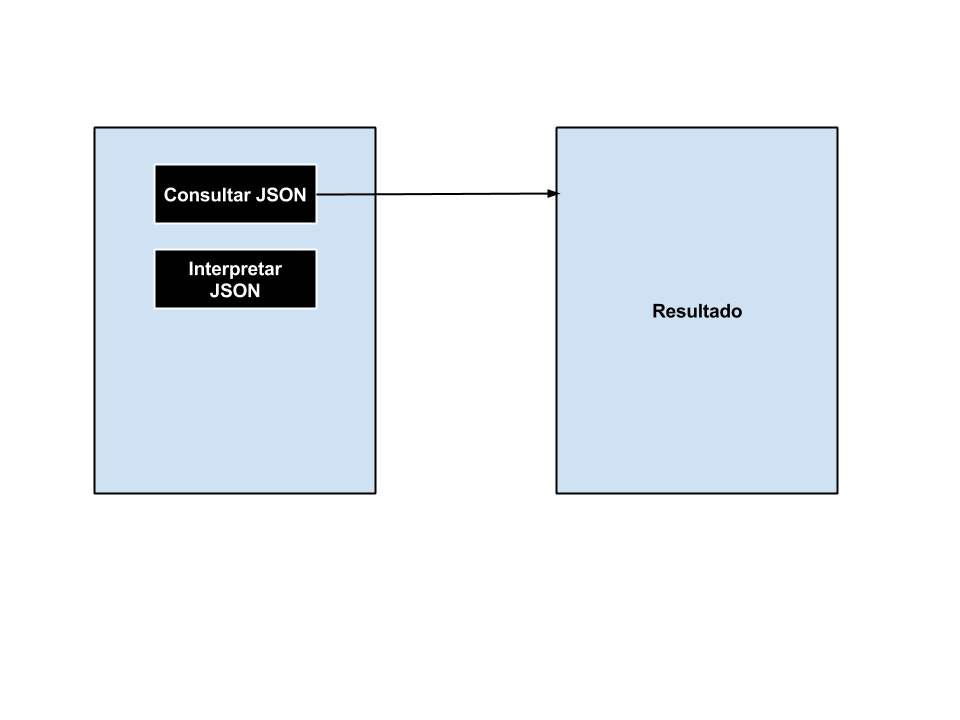 Consultar JSON
Interpretar
JSON
Resultado